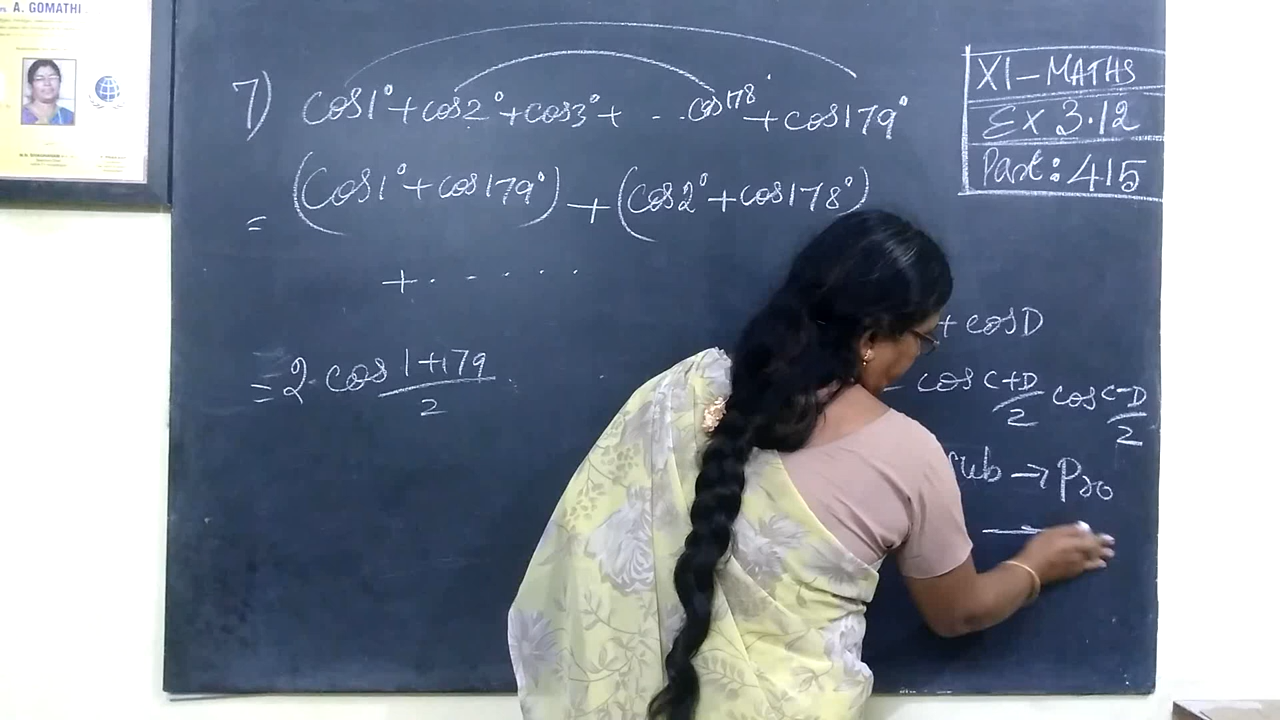 A. GOMATHI
7) cos1° + cos2° + cos3° + ... cos178° + cos179°
= (cos1° + cos179°) + (cos2° + cos178°)
+ . . . . .
= 2 cos (1+179)/2
XI - MATHS
Ex 3.12
Part: 415
+ cosD
cos (C+D)/2 cos (C-D)/2
sub → Pro